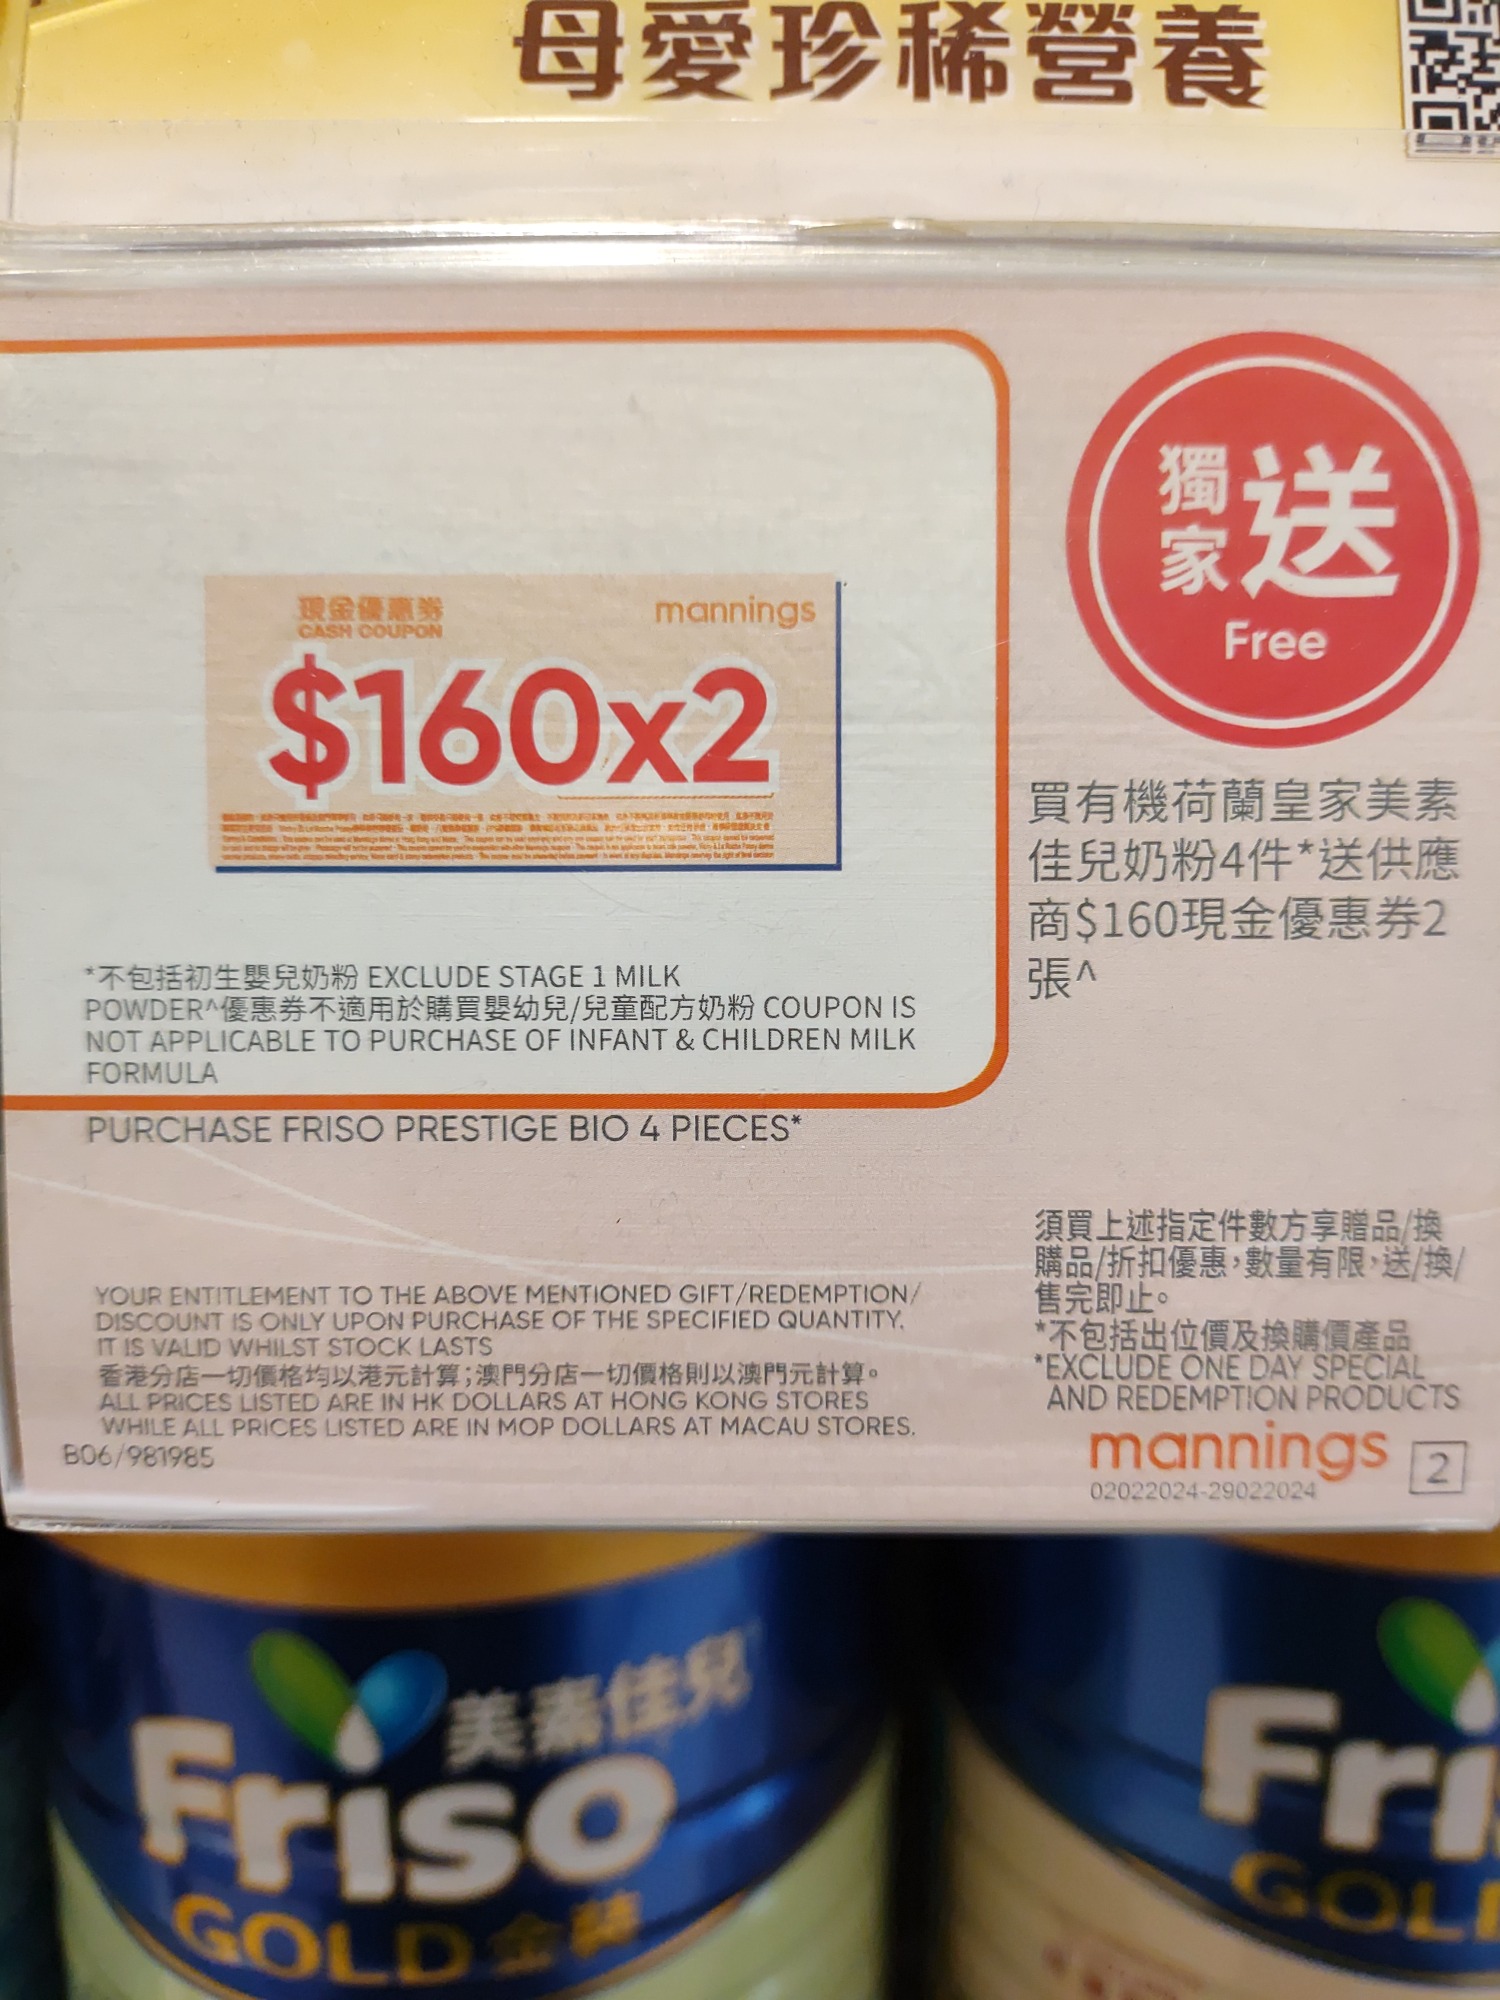 母愛珍稀營養
獨家送
Free
現金優惠券
CASH COUPON
mannings
$160x2
買有機荷蘭皇家美素
佳兒奶粉4件*送供應
商$160現金優惠券2
張^
*不包括初生嬰兒奶粉 EXCLUDE STAGE 1 MILK
POWDER^優惠券不適用於購買嬰幼兒/兒童配方奶粉 COUPON IS
NOT APPLICABLE TO PURCHASE OF INFANT & CHILDREN MILK
FORMULA
PURCHASE FRISO PRESTIGE BIO 4 PIECES*
須買上述指定件數方享贈品/換
購品/折扣優惠,數量有限,送/換/
售完即止。
*不包括出位價及換購價產品
*EXCLUDE ONE DAY SPECIAL
AND REDEMPTION PRODUCTS
YOUR ENTITLEMENT TO THE ABOVE MENTIONED GIFT/REDEMPTION/
DISCOUNT IS ONLY UPON PURCHASE OF THE SPECIFIED QUANTITY.
IT IS VALID WHILST STOCK LASTS
香港分店一切價格均以港元計算;澳門分店一切價格則以澳門元計算。
ALL PRICES LISTED ARE IN HK DOLLARS AT HONG KONG STORES
WHILE ALL PRICES LISTED ARE IN MOP DOLLARS AT MACAU STORES.
B06/981985
mannings
2
02022024-29022024
美素佳兒
Friso
GOLD 金裝